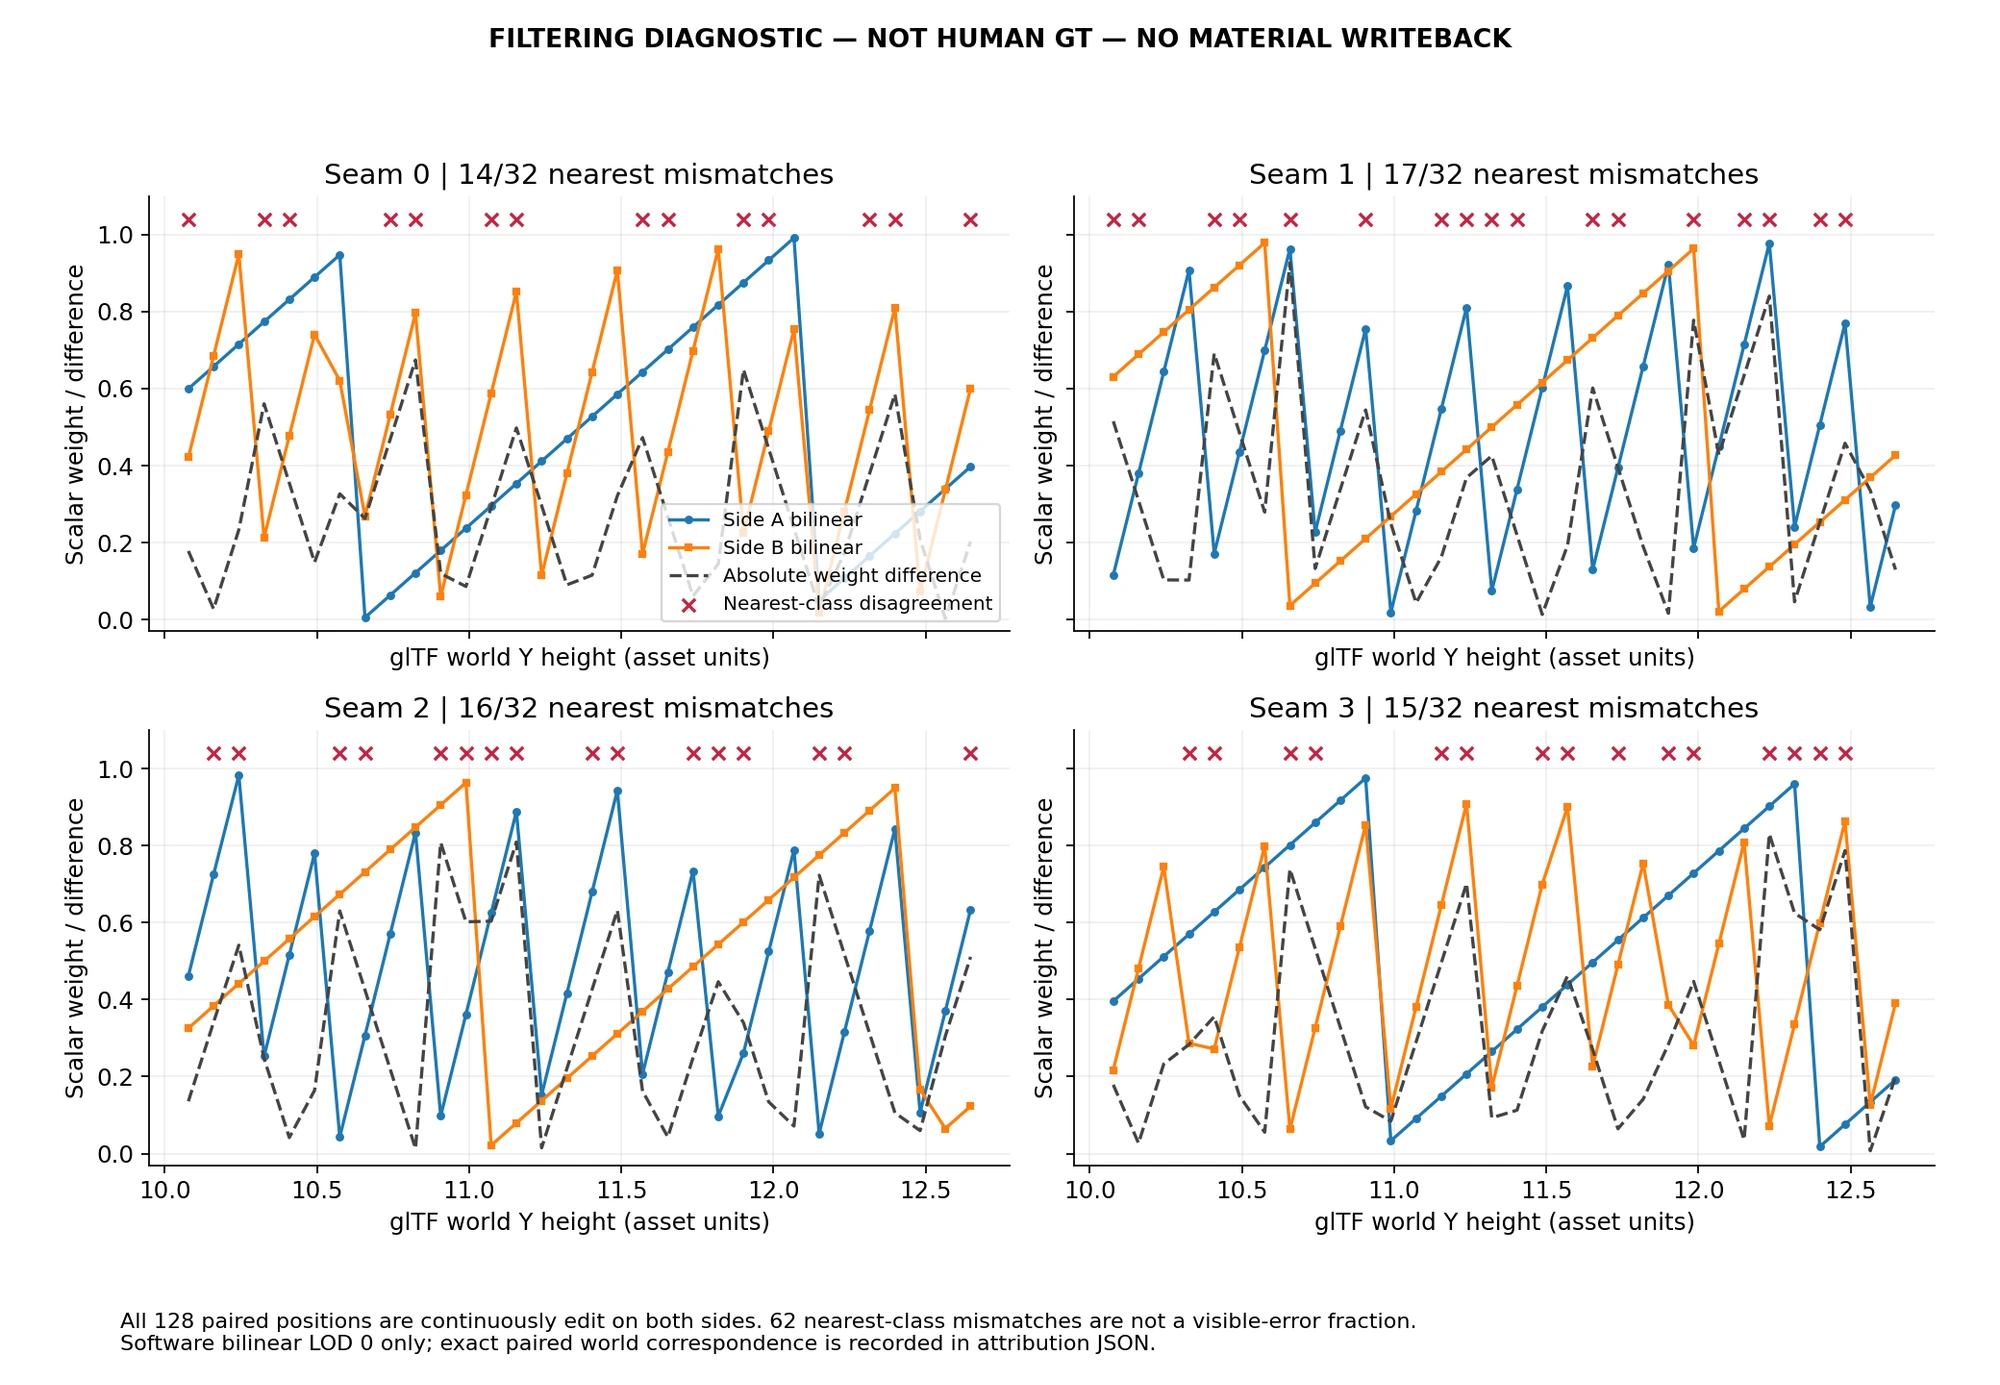 FILTERING DIAGNOSTIC — NOT HUMAN GT — NO MATERIAL WRITEBACK
Seam 0 | 14/32 nearest mismatches
Scalar weight / difference
1.0
0.8
0.6
0.4
0.2
0.0
Side A bilinear
Side B bilinear
Absolute weight difference
Nearest-class disagreement
glTF world Y height (asset units)
Seam 1 | 17/32 nearest mismatches
Scalar weight / difference
glTF world Y height (asset units)
Seam 2 | 16/32 nearest mismatches
Scalar weight / difference
1.0
0.8
0.6
0.4
0.2
0.0
10.0 10.5 11.0 11.5 12.0 12.5
glTF world Y height (asset units)
Seam 3 | 15/32 nearest mismatches
Scalar weight / difference
10.0 10.5 11.0 11.5 12.0 12.5
glTF world Y height (asset units)
All 128 paired positions are continuously edit on both sides. 62 nearest-class mismatches are not a visible-error fraction.
Software bilinear LOD 0 only; exact paired world correspondence is recorded in attribution JSON.